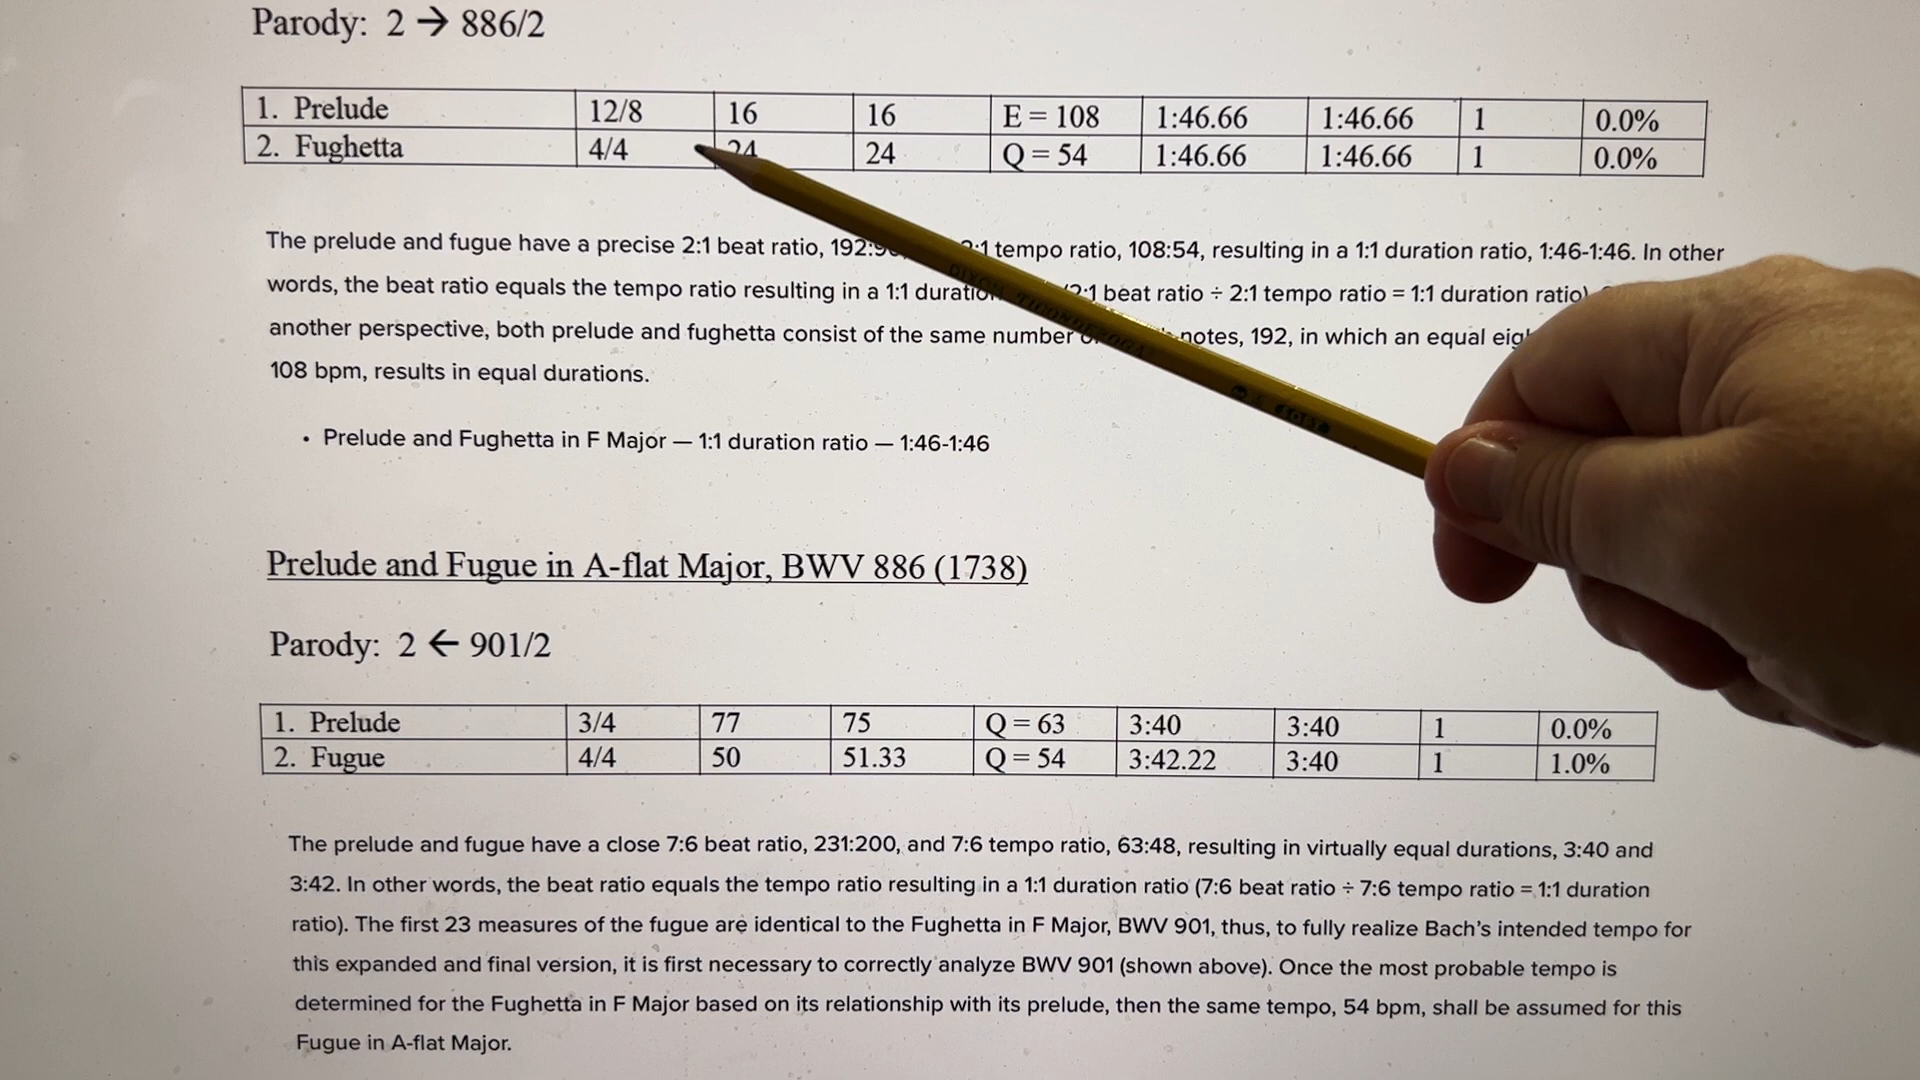 Parody: 2 → 886/2
1. Prelude 12/8 16 16 E = 108 1:46.66 1:46.66 1 0.0%
2. Fughetta 4/4 24 24 Q = 54 1:46.66 1:46.66 1 0.0%
The prelude and fugue have a precise 2:1 beat ratio, tempo ratio, 108:54, resulting in a 1:1 duration ratio, 1:46-1:46. In other
words, the beat ratio equals the tempo ratio resulting in a 1:1 beat ratio ÷ 2:1 tempo ratio = 1:1 duration ratio)
another perspective, both prelude and fughetta consist of the same number notes, 192, in which an equal
108 bpm, results in equal durations.
• Prelude and Fughetta in F Major — 1:1 duration ratio — 1:46-1:46
Prelude and Fugue in A-flat Major, BWV 886 (1738)
Parody: 2 ← 901/2
1. Prelude 3/4 77 75 Q = 63 3:40 3:40 1 0.0%
2. Fugue 4/4 50 51.33 Q = 54 3:42.22 3:40 1 1.0%
The prelude and fugue have a close 7:6 beat ratio, 231:200, and 7:6 tempo ratio, 63:48, resulting in virtually equal durations, 3:40 and
3:42. In other words, the beat ratio equals the tempo ratio resulting in a 1:1 duration ratio (7:6 beat ratio ÷ 7:6 tempo ratio = 1:1 duration
ratio). The first 23 measures of the fugue are identical to the Fughetta in F Major, BWV 901, thus, to fully realize Bach's intended tempo for
this expanded and final version, it is first necessary to correctly analyze BWV 901 (shown above). Once the most probable tempo is
determined for the Fughetta in F Major based on its relationship with its prelude, then the same tempo, 54 bpm, shall be assumed for this
Fugue in A-flat Major.